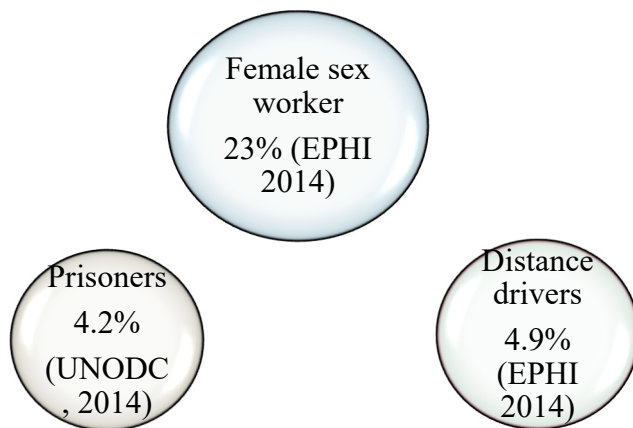 Female sex
worker
23% (EPHI
2014)
Prisoners
4.2%
(UNODC
, 2014)
Distance
drivers
4.9%
(EPHI
2014)